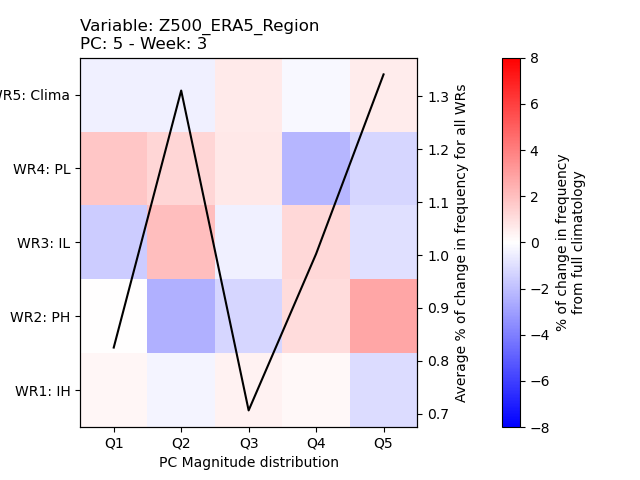 Variable: Z500_ERA5_Region
PC: 5 - Week: 3
WR5: Clima
WR4: PL
WR3: IL
WR2: PH
WR1: IH
Q1 Q2 Q3 Q4 Q5
PC Magnitude distribution
1.3
1.2
1.1
1.0
0.9
0.8
0.7
Average % of change in frequency for all WRs
8
6
4
2
0
−2
−4
−6
−8
% of change in frequency
from full climatology